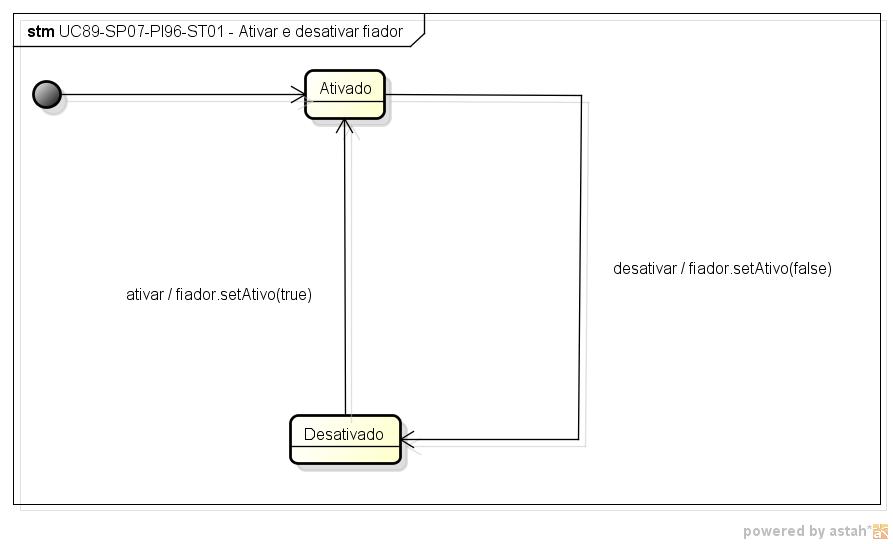 stm UC89-SP07-PI96-ST01 - Ativar e desativar fiador
Ativado
desativar / fiador.setAtivo(false)
ativar / fiador.setAtivo(true)
Desativado
powered by astah*